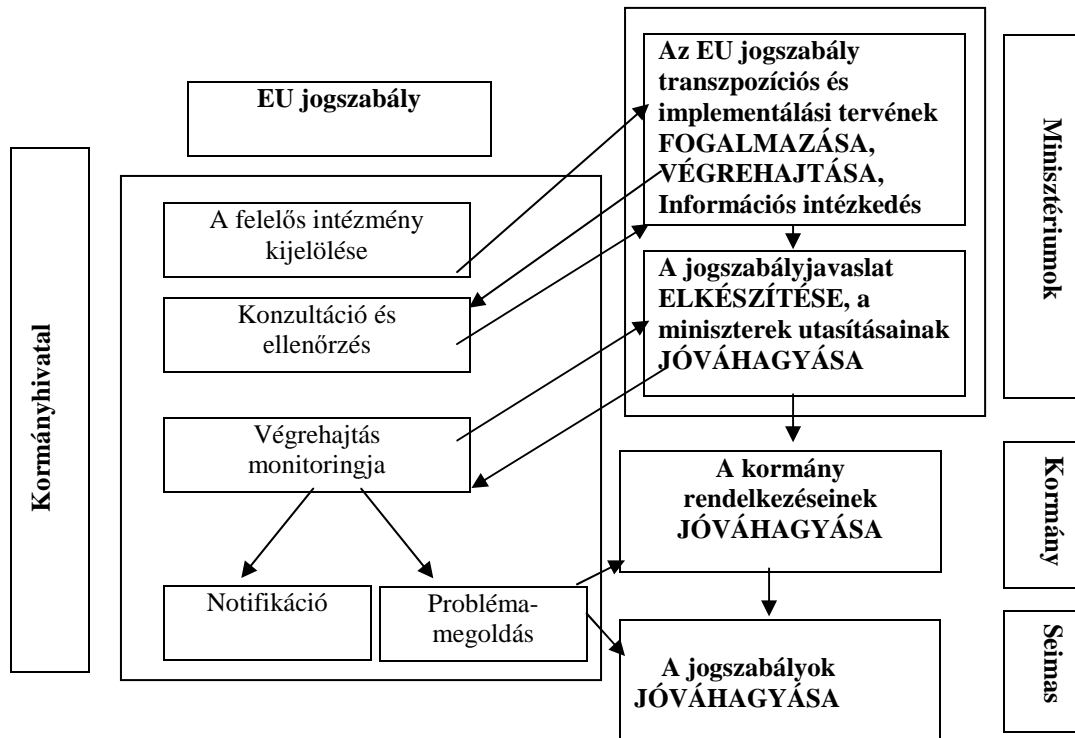 EU jogszabály
Kormányhivatal
A felelős intézmény
kijelölése
Konzultáció és
ellenőrzés
Végrehajtás
monitoringja
Notifikáció
Probléma-
megoldás
Az EU jogszabály
transzpozíciós és
implementálási tervének
FOGALMAZÁSA,
VÉGREHAJTÁSA,
Információs intézkedés
A jogszabályjavaslat
ELKÉSZÍTÉSE, a
miniszterek utasításainak
JÓVÁHAGYÁSA
A kormány
rendelkezéseinek
JÓVÁHAGYÁSA
A jogszabályok
JÓVÁHAGYÁSA
Minisztériumok
Kormány
Seimas